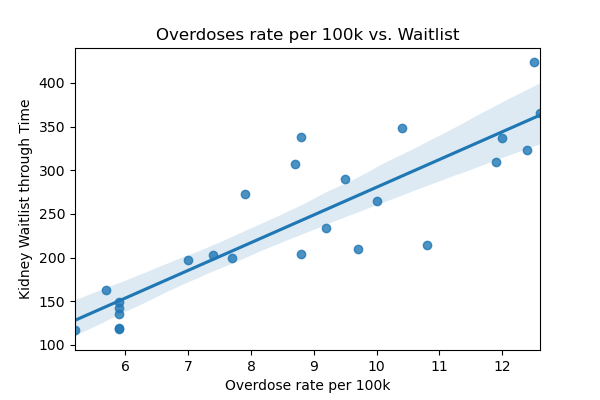 Overdoses rate per 100k vs. Waitlist
Kidney Waitlist through Time
400
350
300
250
200
150
100
6 7 8 9 10 11 12
Overdose rate per 100k